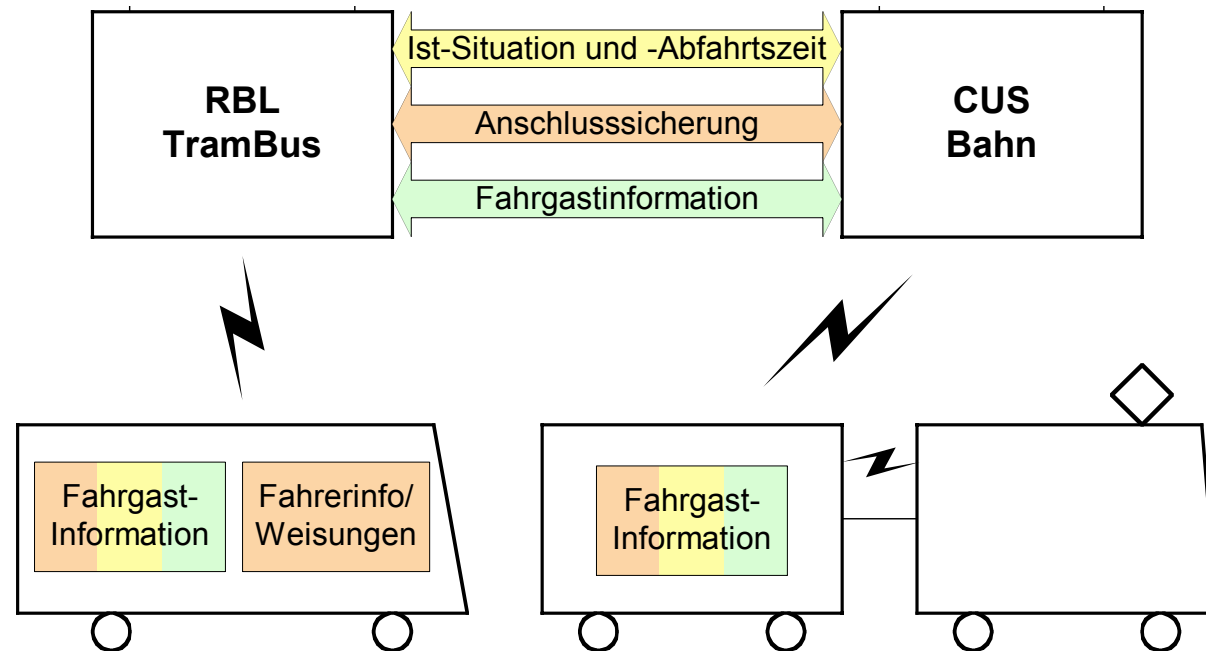 RBL
TramBus
Ist-Situation und -Abfahrtszeit
Anschlusssicherung
Fahrgastinformation
CUS
Bahn
Fahrgast-
Information
Fahrerinfo/
Weisungen
Fahrgast-
Information